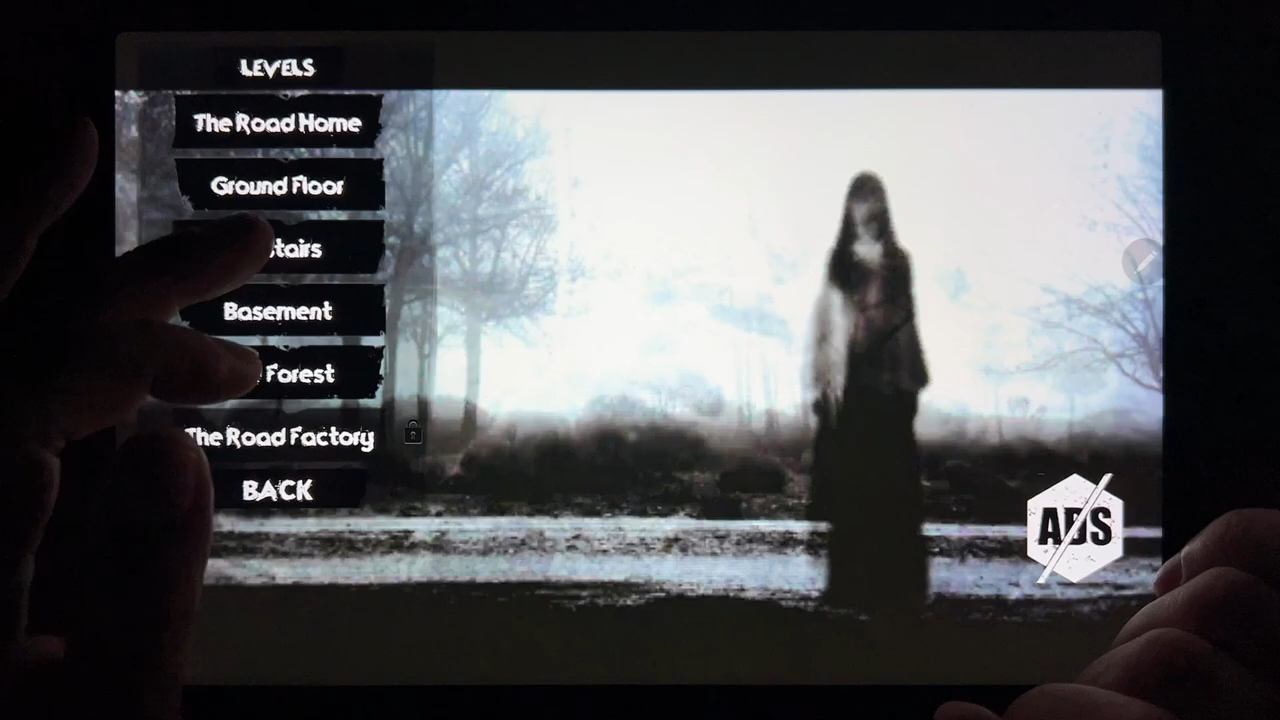 LEVELS
The Road Home
Ground Floor
stairs
Basement
Forest
The Road Factory
BACK
ADS